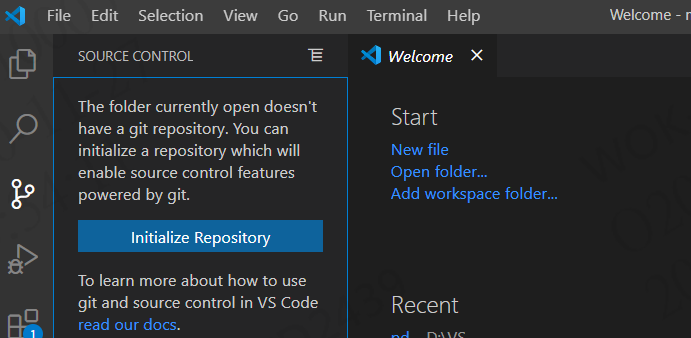 File Edit Selection View Go Run Terminal Help
Welcome -
SOURCE CONTROL
Welcome
The folder currently open doesn't
have a git repository. You can
initialize a repository which will
enable source control features
powered by git.
Initialize Repository
To learn more about how to use
git and source control in VS Code
read our docs.
1
Start
New file
Open folder...
Add workspace folder...
Recent